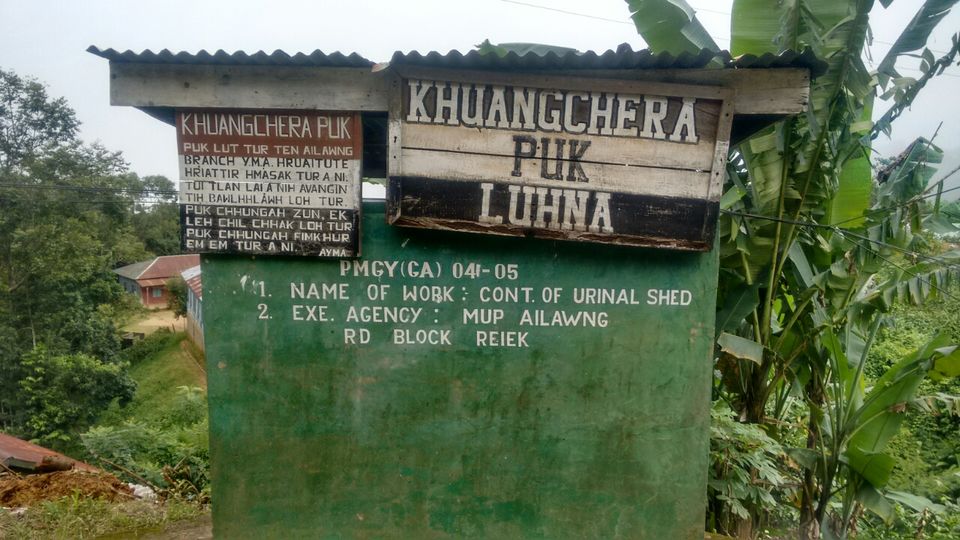 KHUANGCHERA PUK
PUK LUT TUR TEN AILAWNG
BRANCH Y.M.A. HRUAITUTE
HRIATTIR HMASAK TUR A NI.
TUI TLAN LAI A NIH AVANGIN
TIH BAWLHHLAWH LOH TUR.
PUK CHHUNGAH ZUN, EK
LEH CHIL CHHAK LOH TUR
PUK CHHUNGAH FIMKHUR
EM EM TUR A NI.
AYMA
KHUANGCHERA
PUK
LUHNA
PMGY(GA) 041-05
1. NAME OF WORK : CONT. OF URINAL SHED
2. EXE. AGENCY : MUP AILAWNG
RD BLOCK REIEK